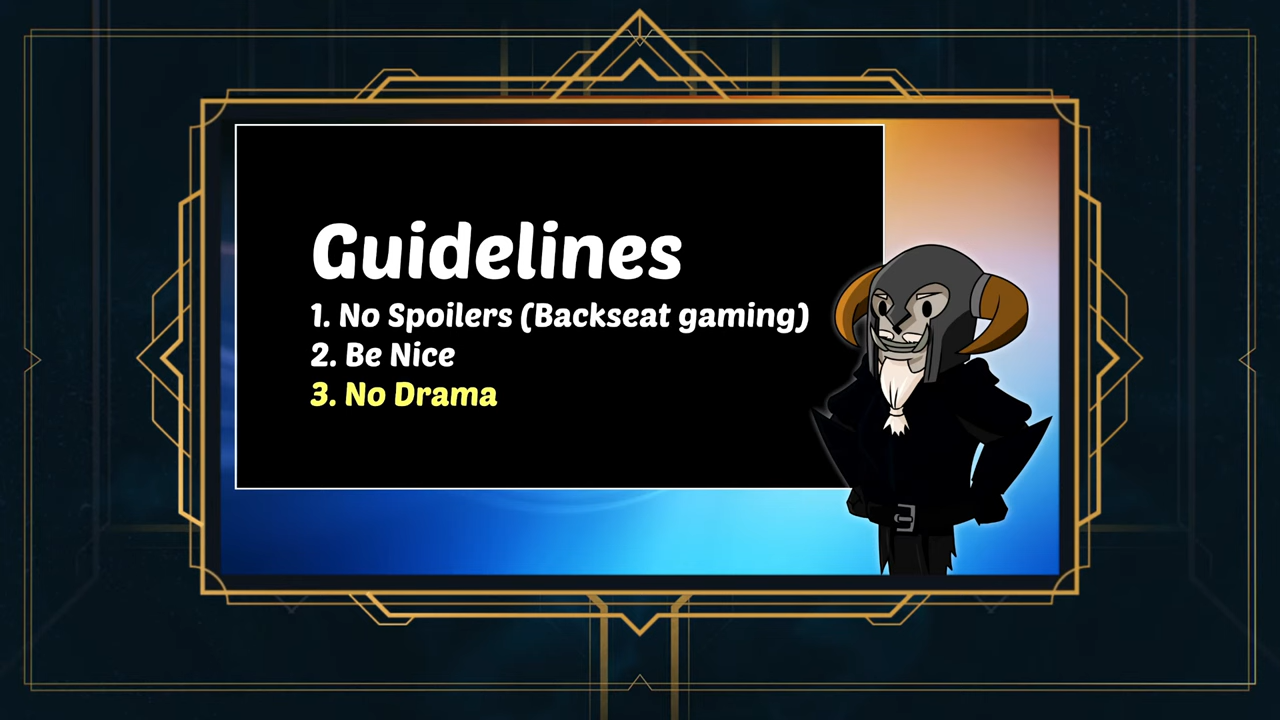 Guidelines
1. No Spoilers (Backseat gaming)
2. Be Nice
3. No Drama